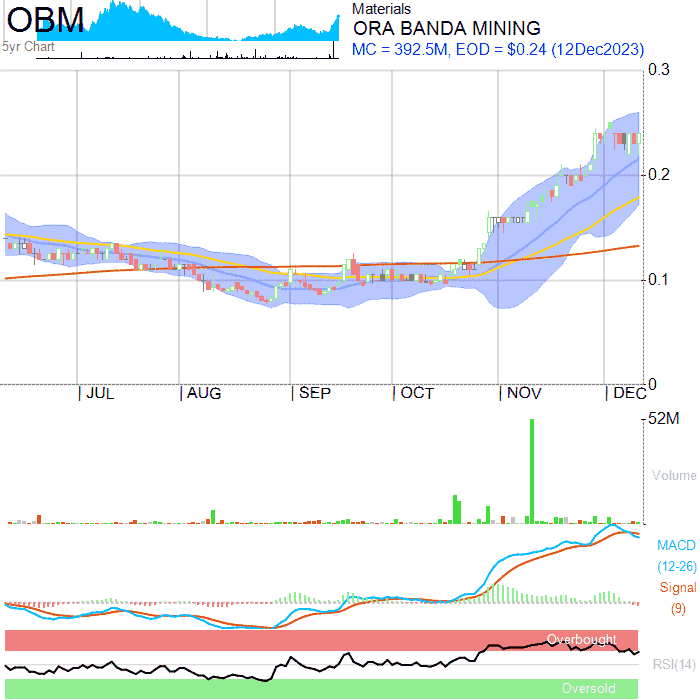 OBM
5yr Chart
Materials
ORA BANDA MINING
MC = 392.5M, EOD = $0.24 (12Dec2023)
0.3
0.2
0.1
0
JUL AUG SEP OCT NOV DEC
52M
Volume
MACD
(12-26)
Signal
(9)
Overbought
RSI(14)
Oversold